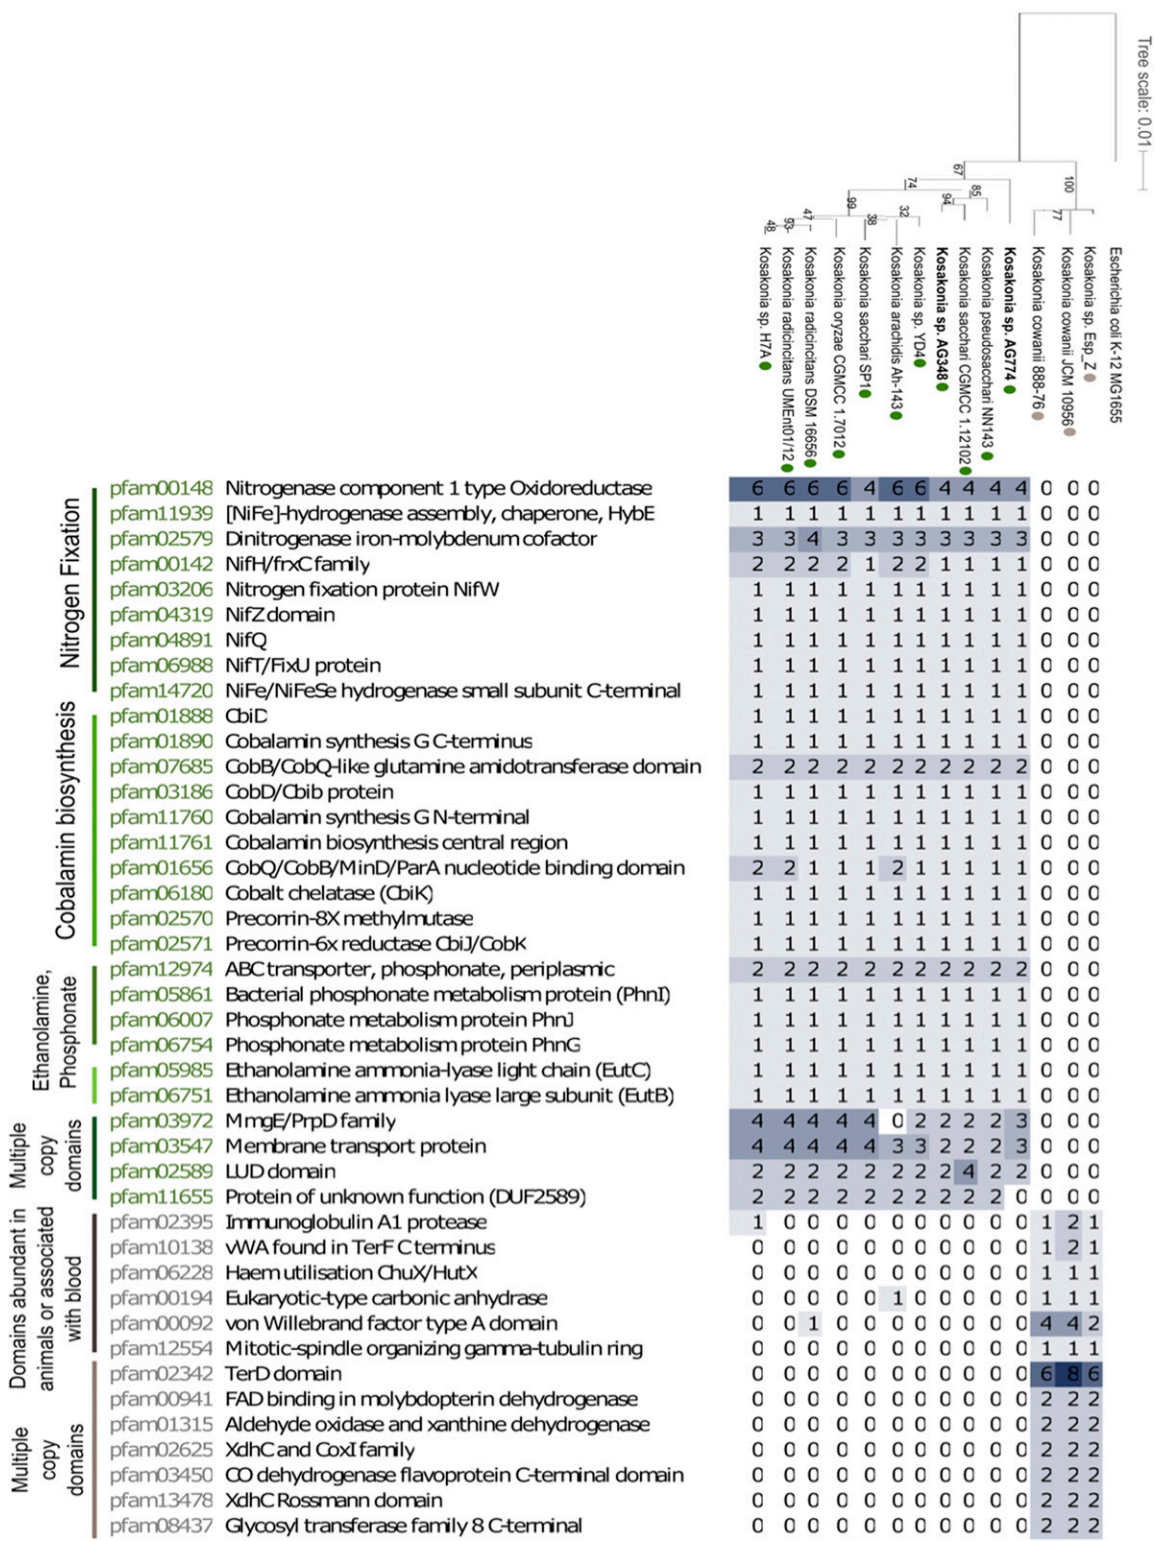 Tree scale: 0.01
67
74
85
94
100
77
99
47
93
48
38
32
Kosakonia sp. H7A
Kosakonia radicincitans UMEnt01/12
Kosakonia radicincitans DSM 16656
Kosakonia oryzae CGMCC 1.7012
Kosakonia sacchari SP1
Kosakonia arachidis Ah-143
Kosakonia sp. YD4
Kosakonia sp. AG348
Kosakonia sacchari CGMCC 1.12102
Kosakonia pseudosacchari NN143
Kosakonia sp. AG774
Kosakonia cowanii 888-76
Kosakonia cowanii JCM 10956
Kosakonia sp. Esp_Z
Escherichia coli K-12 MG1655
Nitrogen Fixation
pfam00148 Nitrogenase component 1 type Oxidoreductase 6 6 6 6 4 6 6 4 4 4 4 0 0 0
pfam11939 [NiFe]-hydrogenase assembly, chaperone, HybE 1 1 1 1 1 1 1 1 1 1 1 0 0 0
pfam02579 Dinitrogenase iron-molybdenum cofactor 3 3 4 3 3 3 3 3 3 3 3 0 0 0
pfam00142 NifH/frxC family 2 2 2 2 1 2 2 1 1 1 1 0 0 0
pfam03206 Nitrogen fixation protein NifW 1 1 1 1 1 1 1 1 1 1 1 0 0 0
pfam04319 NifZ domain 1 1 1 1 1 1 1 1 1 1 1 0 0 0
pfam04891 NifQ 1 1 1 1 1 1 1 1 1 1 1 0 0 0
pfam06988 NifT/FixU protein 1 1 1 1 1 1 1 1 1 1 1 0 0 0
pfam14720 NiFe/NiFeSe hydrogenase small subunit C-terminal 1 1 1 1 1 1 1 1 1 1 1 0 0 0
Cobalamin biosynthesis
pfam01888 CbiD 1 1 1 1 1 1 1 1 1 1 1 0 0 0
pfam01890 Cobalamin synthesis G C-terminus 1 1 1 1 1 1 1 1 1 1 1 0 0 0
pfam07685 CobB/CobQ-like glutamine amidotransferase domain 2 2 2 2 2 2 2 2 2 2 2 0 0 0
pfam03186 CobD/Cbib protein 1 1 1 1 1 1 1 1 1 1 1 0 0 0
pfam11760 Cobalamin synthesis G N-terminal 1 1 1 1 1 1 1 1 1 1 1 0 0 0
pfam11761 Cobalamin biosynthesis central region 1 1 1 1 1 1 1 1 1 1 1 0 0 0
pfam01656 CobQ/CobB/MinD/ParA nucleotide binding domain 2 2 1 1 1 2 1 1 1 1 1 0 0 0
pfam06180 Cobalt chelatase (CbiK) 1 1 1 1 1 1 1 1 1 1 1 0 0 0
pfam02570 Precorrin-8X methylmutase 1 1 1 1 1 1 1 1 1 1 1 0 0 0
pfam02571 Precorrin-6x reductase CbiJ/CobK 1 1 1 1 1 1 1 1 1 1 1 0 0 0
Ethanolamine,
Phosphonate
pfam12974 ABC transporter, phosphonate, periplasmic 2 2 2 2 2 2 2 2 2 2 2 0 0 0
pfam05861 Bacterial phosphonate metabolism protein (PhnI) 1 1 1 1 1 1 1 1 1 1 1 0 0 0
pfam06007 Phosphonate metabolism protein PhnJ 1 1 1 1 1 1 1 1 1 1 1 0 0 0
pfam06754 Phosphonate metabolism protein PhnG 1 1 1 1 1 1 1 1 1 1 1 0 0 0
pfam05985 Ethanolamine ammonia-lyase light chain (EutC) 1 1 1 1 1 1 1 1 1 1 1 0 0 0
pfam06751 Ethanolamine ammonia lyase large subunit (EutB) 1 1 1 1 1 1 1 1 1 1 1 0 0 0
Multiple
copy
domains
pfam03972 MmgE/PrpD family 4 4 4 4 4 0 2 2 2 2 3 0 0 0
pfam03547 Membrane transport protein 4 4 4 4 4 3 3 2 2 2 3 0 0 0
pfam02589 LUD domain 2 2 2 2 2 2 2 2 4 2 2 0 0 0
pfam11655 Protein of unknown function (DUF2589) 2 2 2 2 2 2 2 2 2 2 0 0 0 0
Domains abundant in
animals or associated
with blood
pfam02395 Immunoglobulin A1 protease 1 0 0 0 0 0 0 0 0 0 0 1 2 1
pfam10138 vWA found in TerF C terminus 0 0 0 0 0 0 0 0 0 0 0 1 2 1
pfam06228 Haem utilisation ChuX/HutX 0 0 0 0 0 0 0 0 0 0 0 1 1 1
pfam00194 Eukaryotic-type carbonic anhydrase 0 0 0 0 0 1 0 0 0 0 0 1 1 1
pfam00092 von Willebrand factor type A domain 0 0 1 0 0 0 0 0 0 0 0 4 4 2
pfam12554 Mitotic-spindle organizing gamma-tubulin ring 0 0 0 0 0 0 0 0 0 0 0 1 1 1
Multiple
copy
domains
pfam02342 TerD domain 0 0 0 0 0 0 0 0 0 0 0 6 8 6
pfam00941 FAD binding in molybdopterin dehydrogenase 0 0 0 0 0 0 0 0 0 0 0 2 2 2
pfam01315 Aldehyde oxidase and xanthine dehydrogenase 0 0 0 0 0 0 0 0 0 0 0 2 2 2
pfam02625 XdhC and CoxI family 0 0 0 0 0 0 0 0 0 0 0 2 2 2
pfam03450 CO dehydrogenase flavoprotein C-terminal domain 0 0 0 0 0 0 0 0 0 0 0 2 2 2
pfam13478 XdhC Rossmann domain 0 0 0 0 0 0 0 0 0 0 0 2 2 2
pfam08437 Glycosyl transferase family 8 C-terminal 0 0 0 0 0 0 0 0 0 0 0 2 2 2